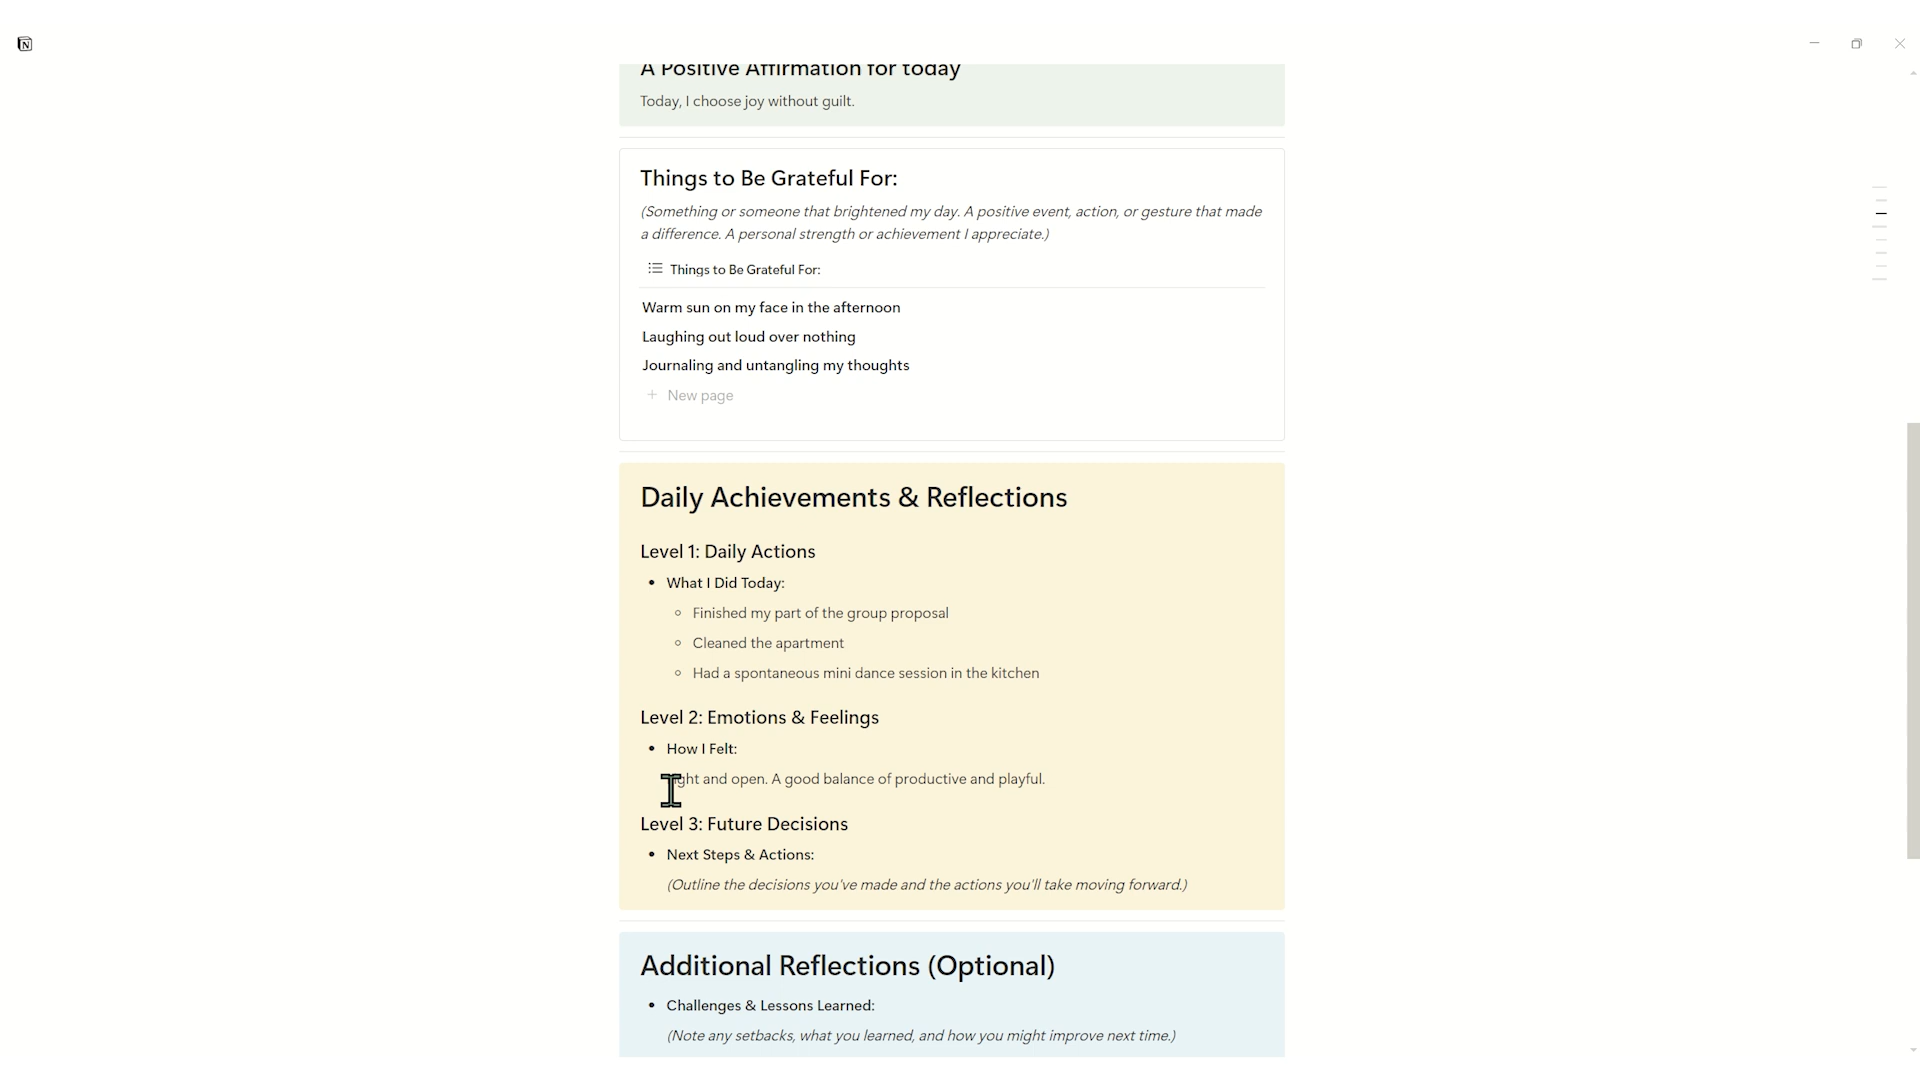 A Positive Affirmation for today
Today, I choose joy without guilt.
Things to Be Grateful For:
(Something or someone that brightened my day. A positive event, action, or gesture that made
a difference. A personal strength or achievement I appreciate.)
Things to Be Grateful For:
Warm sun on my face in the afternoon
Laughing out loud over nothing
Journaling and untangling my thoughts
+ New page
Daily Achievements & Reflections
Level 1: Daily Actions
• What I Did Today:
◦ Finished my part of the group proposal
◦ Cleaned the apartment
◦ Had a spontaneous mini dance session in the kitchen
Level 2: Emotions & Feelings
• How I Felt:
and open. A good balance of productive and playful.
Level 3: Future Decisions
• Next Steps & Actions:
(Outline the decisions you've made and the actions you'll take moving forward.)
Additional Reflections (Optional)
• Challenges & Lessons Learned:
(Note any setbacks, what you learned, and how you might improve next time.)